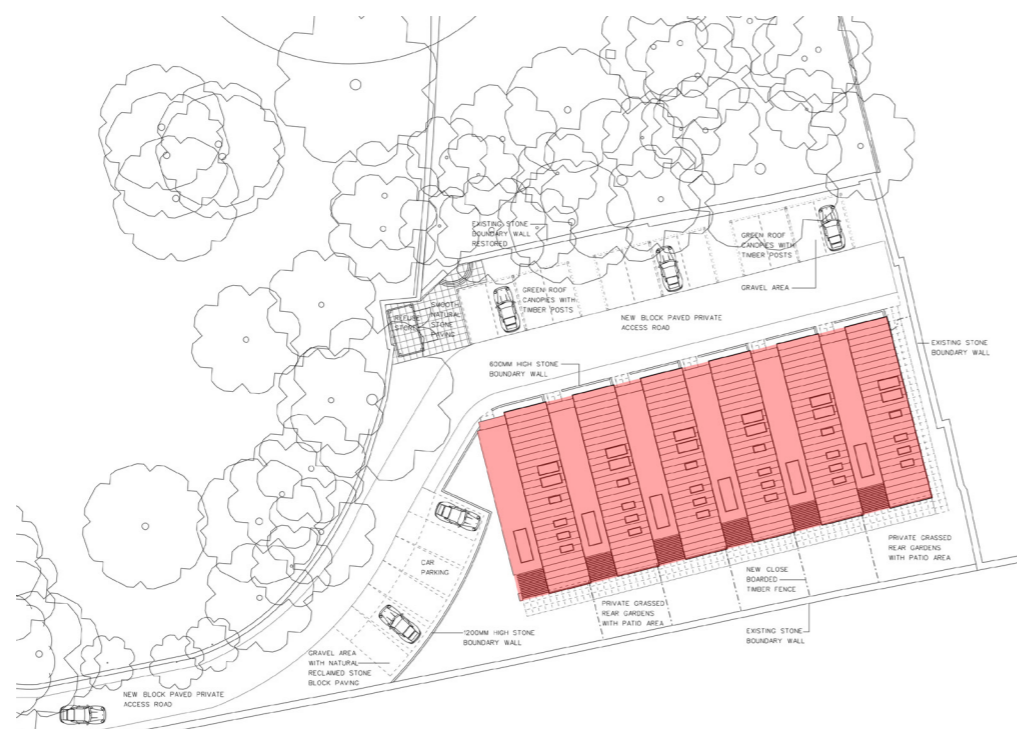 EXISTING STONE
BOUNDARY WALL
RESTORED
GREEN ROOF
CANOPIES WITH
TIMBER POSTS
GRAVEL AREA
GREEN ROOF
CANOPIES WITH
TIMBER POSTS
REFUSE
STORE
SMOOTH
NATURAL
STONE
PAVING
NEW BLOCK PAVED PRIVATE
ACCESS ROAD
EXISTING STONE
BOUNDARY WALL
600MM HIGH STONE
BOUNDARY WALL
CAR
PARKING
PRIVATE GRASSED
REAR GARDENS
WITH PATIO AREA
NEW CLOSE
BOARDED
TIMBER FENCE
PRIVATE GRASSED
REAR GARDENS
WITH PATIO AREA
1200MM HIGH STONE
BOUNDARY WALL
EXISTING STONE
BOUNDARY WALL
GRAVEL AREA
WITH NATURAL
RECLAIMED STONE
BLOCK PAVING
NEW BLOCK PAVED PRIVATE
ACCESS ROAD